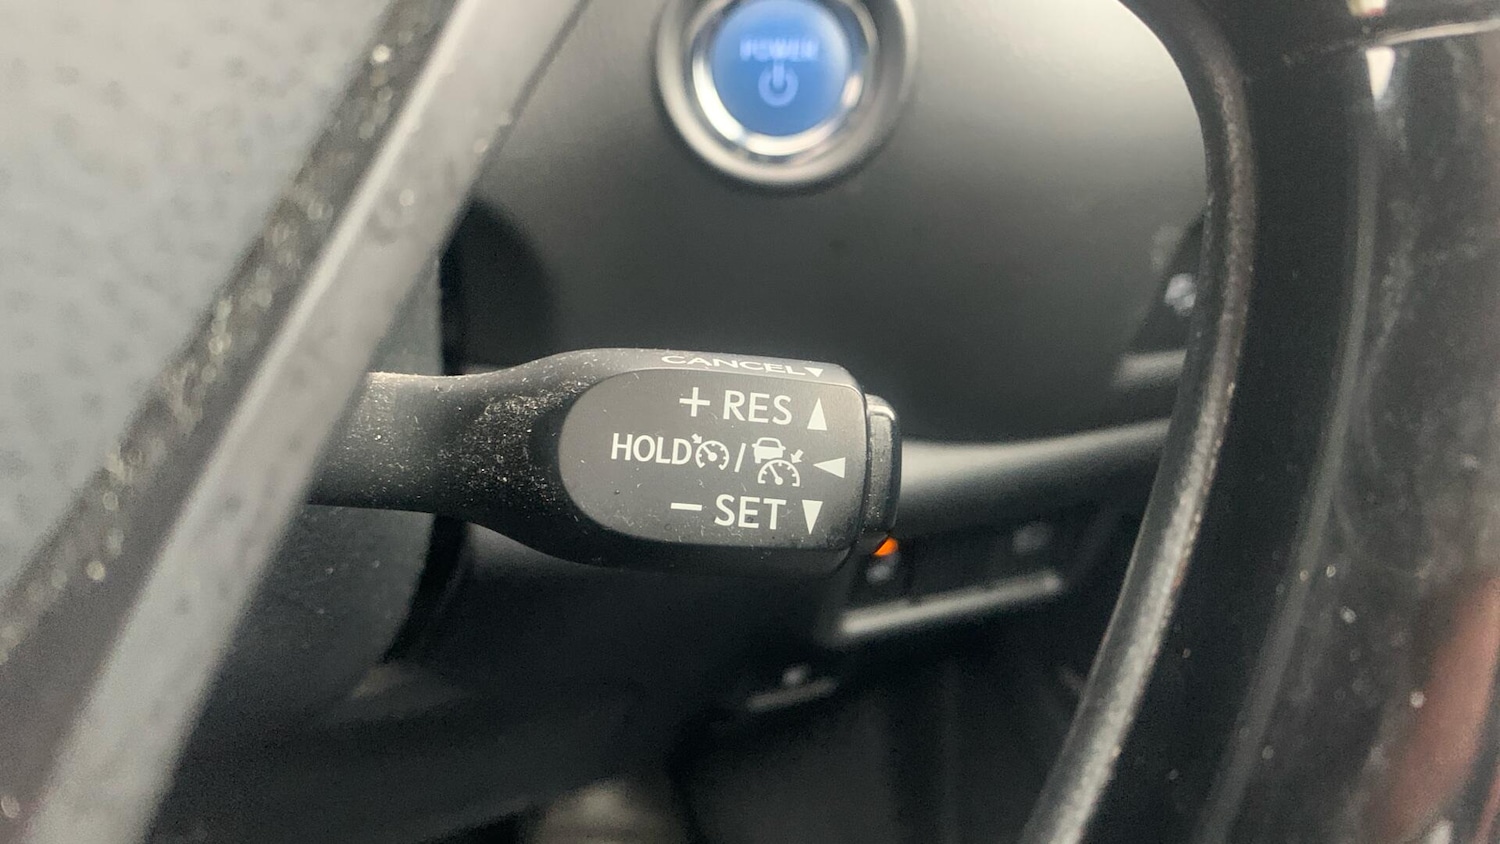 POWER
CANCEL
+ RES
HOLD /
− SET